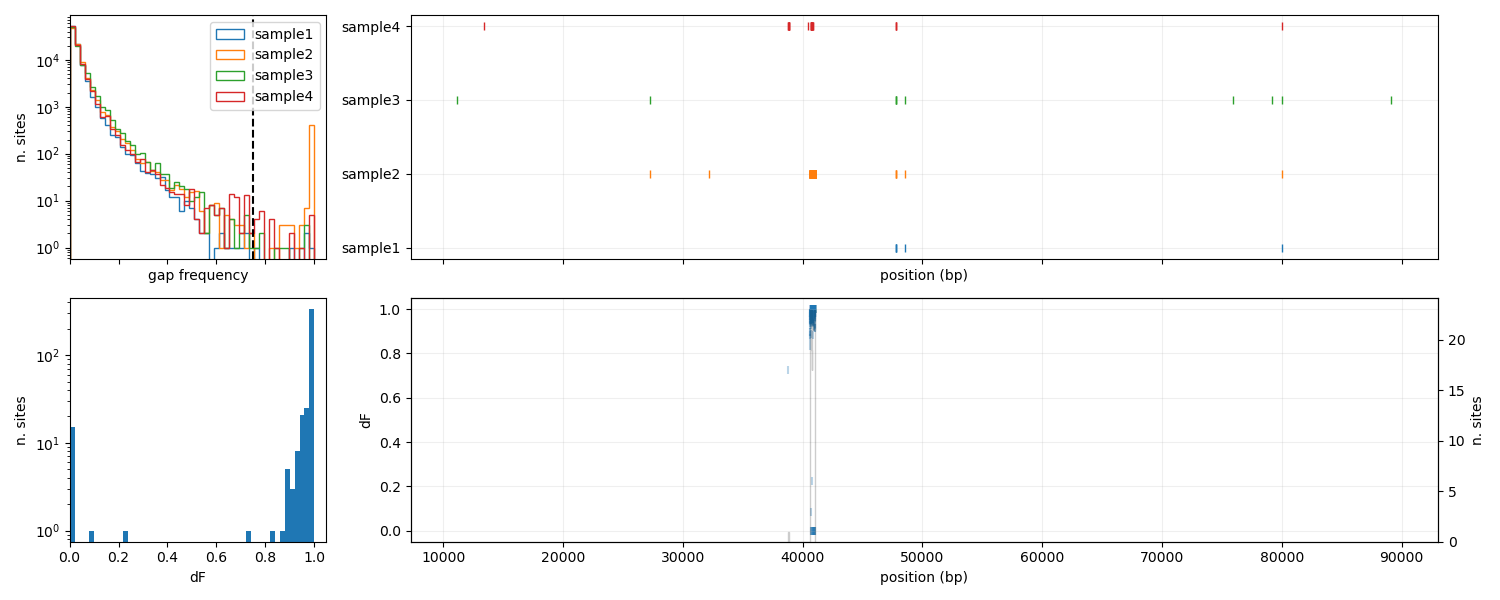 sample1
sample2
sample3
sample4
10⁴
10³
10²
10¹
10⁰
n. sites
gap frequency
sample4
sample3
sample2
sample1
position (bp)
10²
10¹
10⁰
n. sites
0.0 0.2 0.4 0.6 0.8 1.0
dF
1.0
0.8
0.6
0.4
0.2
0.0
dF
10000 20000 30000 40000 50000 60000 70000 80000 90000
position (bp)
20
15
10
5
0
n. sites